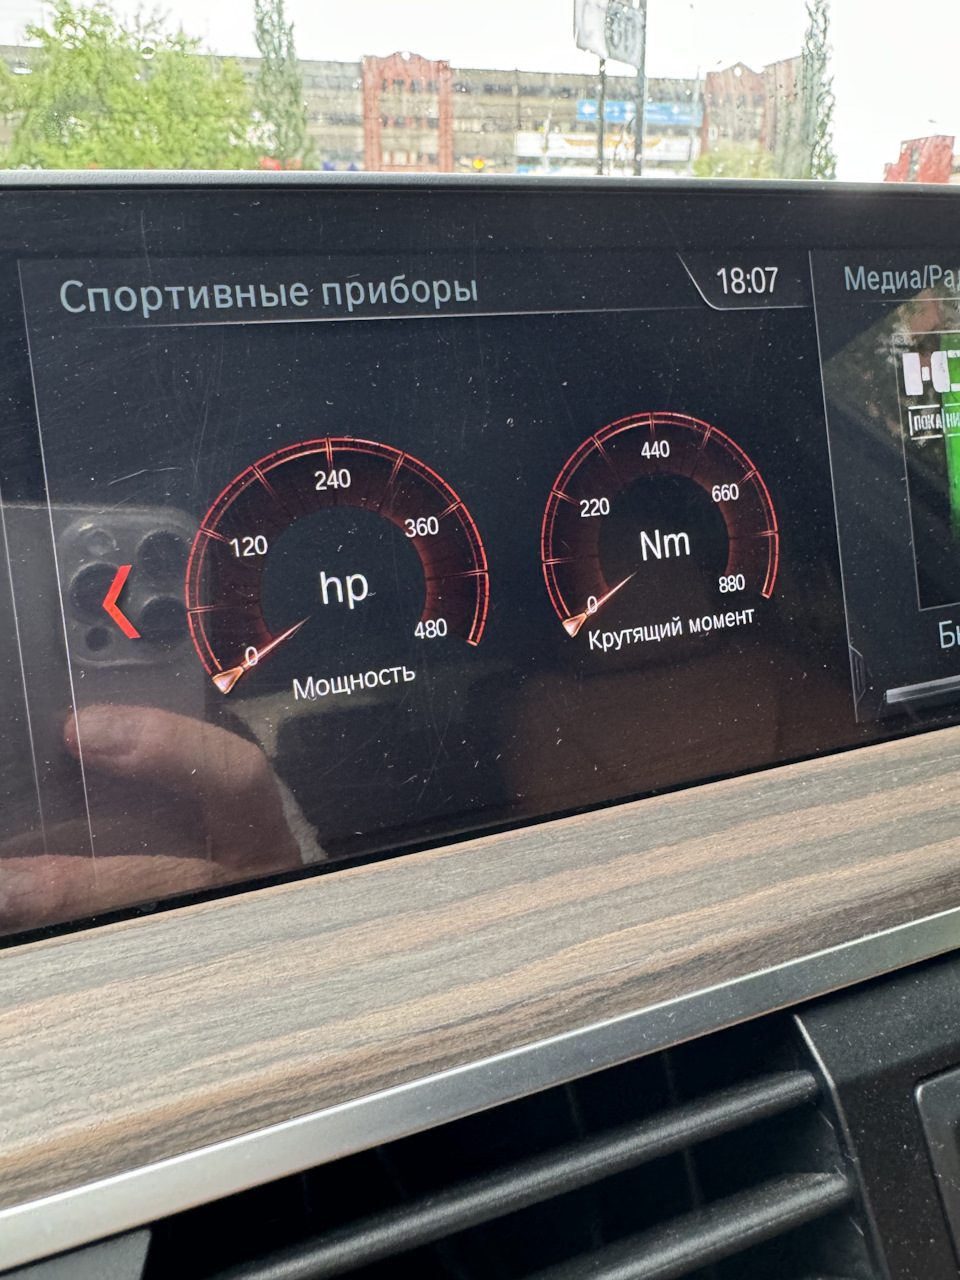 Спортивные приборы
18:07
Медиа/Ра
240
120
360
hp
0
480
Мощность
440
220
660
Nm
0
880
Крутящий момент